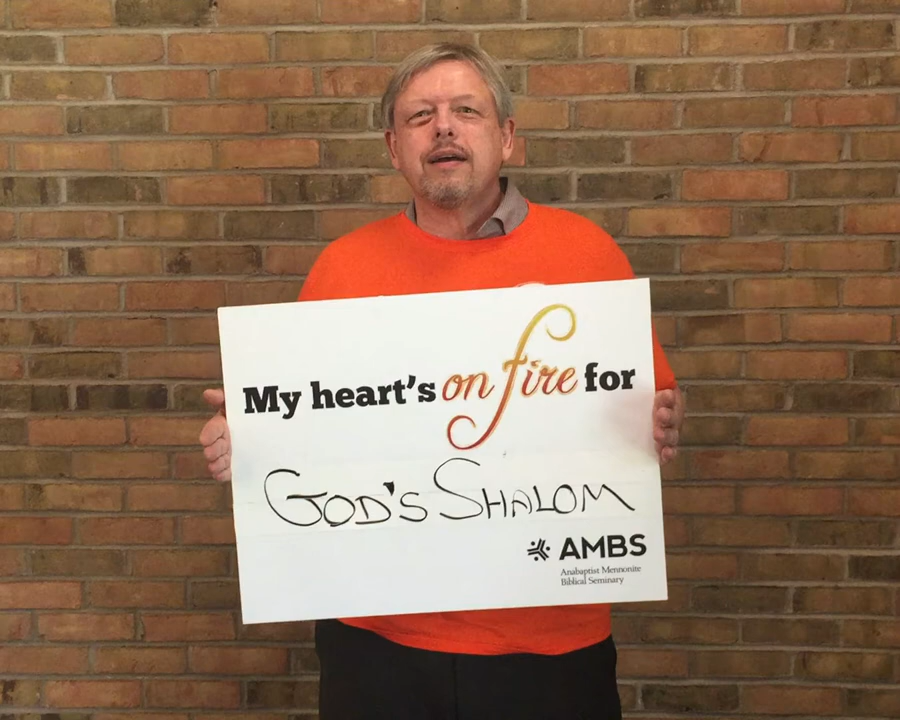 My heart's on fire for
GOD'S SHALOM
AMBS
Anabaptist Mennonite
Biblical Seminary